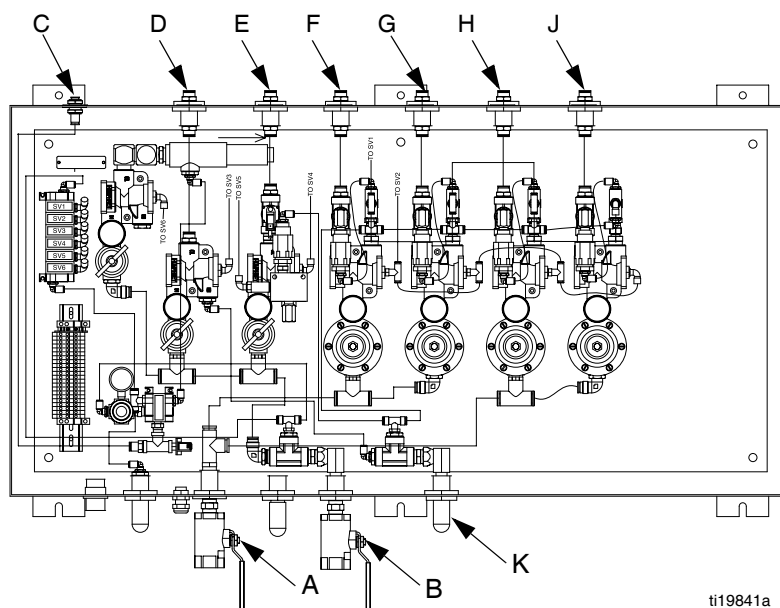 C D E F G H J
TO SV1
TO SV2
TO SV3
TO SV5
TO SV4
TO SV6
SV1
SV2
SV3
SV4
SV5
SV6
A B K
ti19841a